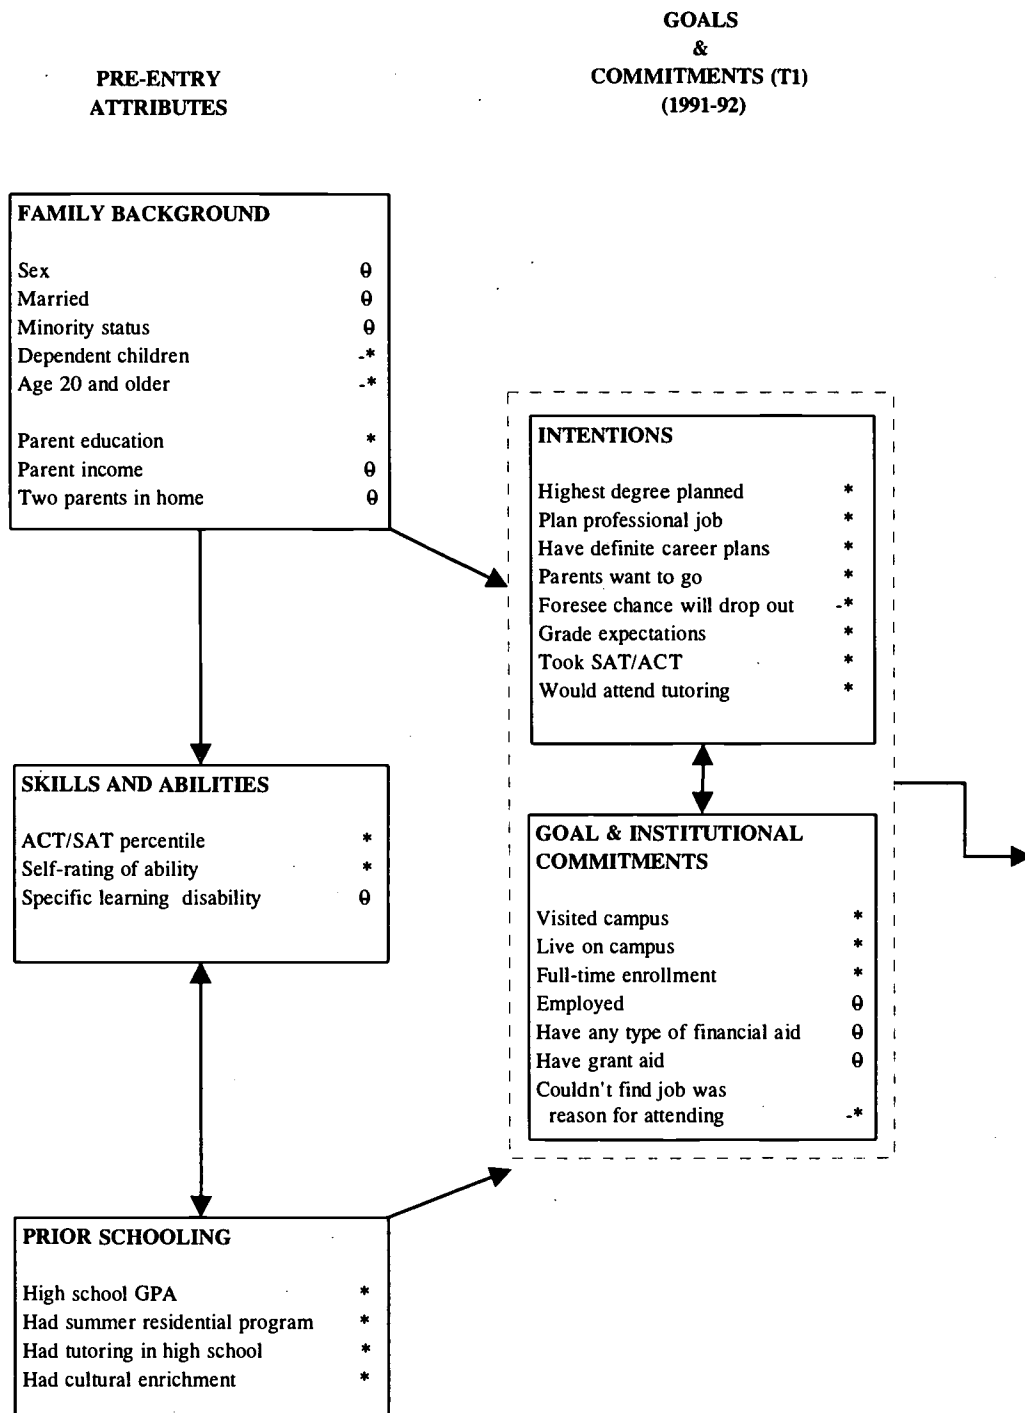 PRE-ENTRY
ATTRIBUTES
GOALS
&
COMMITMENTS (T1)
(1991-92)
FAMILY BACKGROUND
Sex θ
Married θ
Minority status θ
Dependent children -*
Age 20 and older -*
Parent education *
Parent income θ
Two parents in home θ
SKILLS AND ABILITIES
ACT/SAT percentile *
Self-rating of ability *
Specific learning disability θ
PRIOR SCHOOLING
High school GPA *
Had summer residential program *
Had tutoring in high school *
Had cultural enrichment *
INTENTIONS
Highest degree planned *
Plan professional job *
Have definite career plans *
Parents want to go *
Foresee chance will drop out -*
Grade expectations *
Took SAT/ACT *
Would attend tutoring *
GOAL & INSTITUTIONAL
COMMITMENTS
Visited campus *
Live on campus *
Full-time enrollment *
Employed θ
Have any type of financial aid θ
Have grant aid θ
Couldn't find job was
reason for attending -*